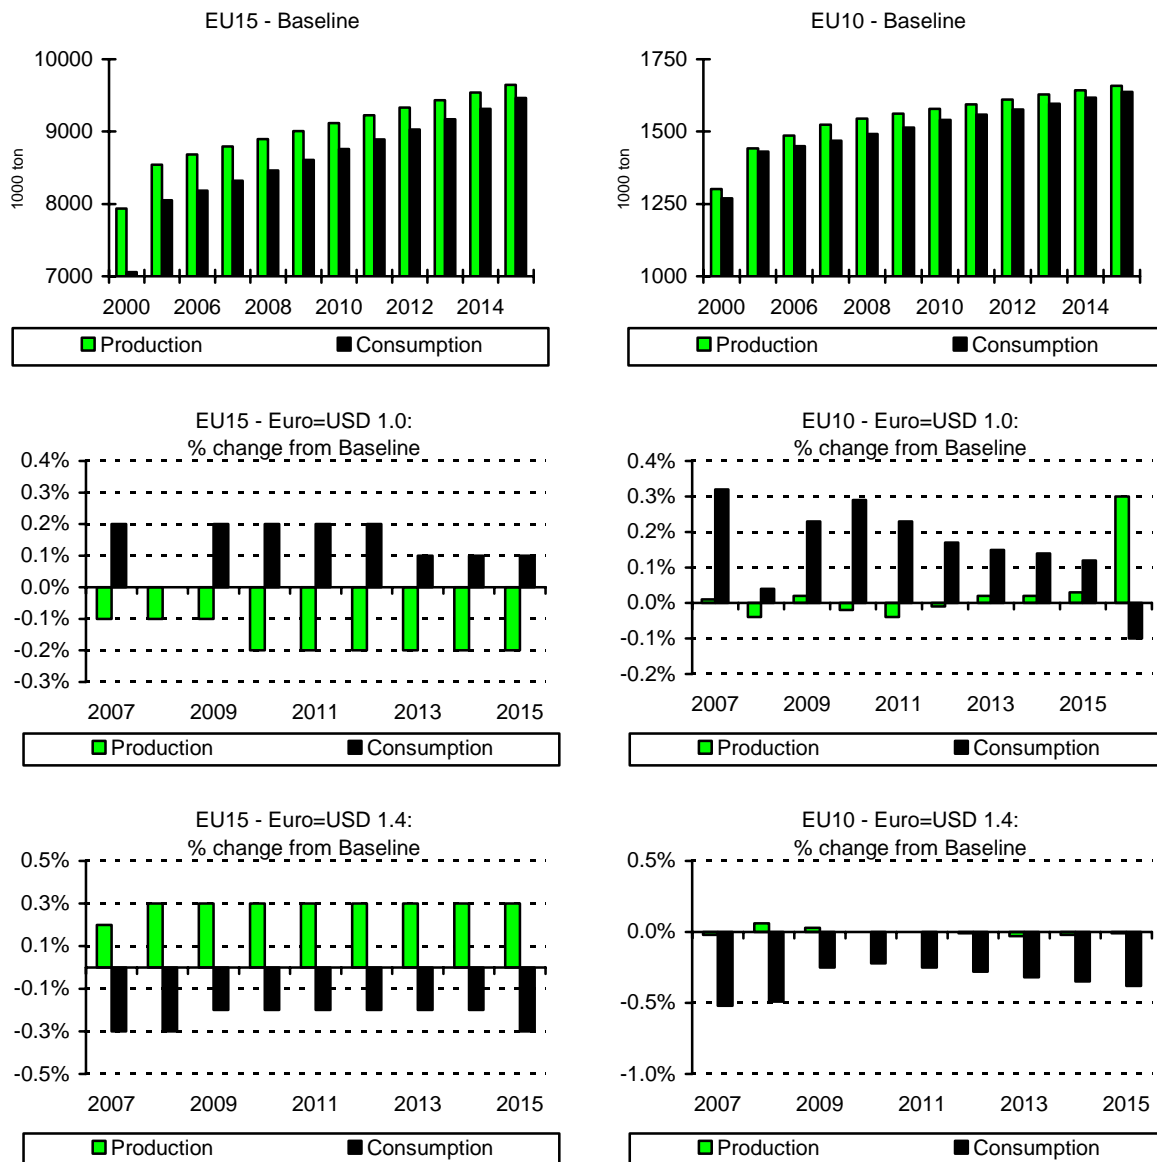 EU15 - Baseline
10000
9000
8000
7000
1000 ton
2000 2006 2008 2010 2012 2014
Production Consumption
EU10 - Baseline
1750
1500
1250
1000
1000 ton
2000 2006 2008 2010 2012 2014
Production Consumption
EU15 - Euro=USD 1.0:
% change from Baseline
0.4%
0.3%
0.2%
0.1%
0.0%
-0.1%
-0.2%
-0.3%
2007 2009 2011 2013 2015
Production Consumption
EU10 - Euro=USD 1.0:
% change from Baseline
0.4%
0.3%
0.2%
0.1%
0.0%
-0.1%
-0.2%
2007 2009 2011 2013 2015
Production Consumption
EU15 - Euro=USD 1.4:
% change from Baseline
0.5%
0.3%
0.1%
-0.1%
-0.3%
-0.5%
2007 2009 2011 2013 2015
Production Consumption
EU10 - Euro=USD 1.4:
% change from Baseline
0.5%
0.0%
-0.5%
-1.0%
2007 2009 2011 2013 2015
Production Consumption